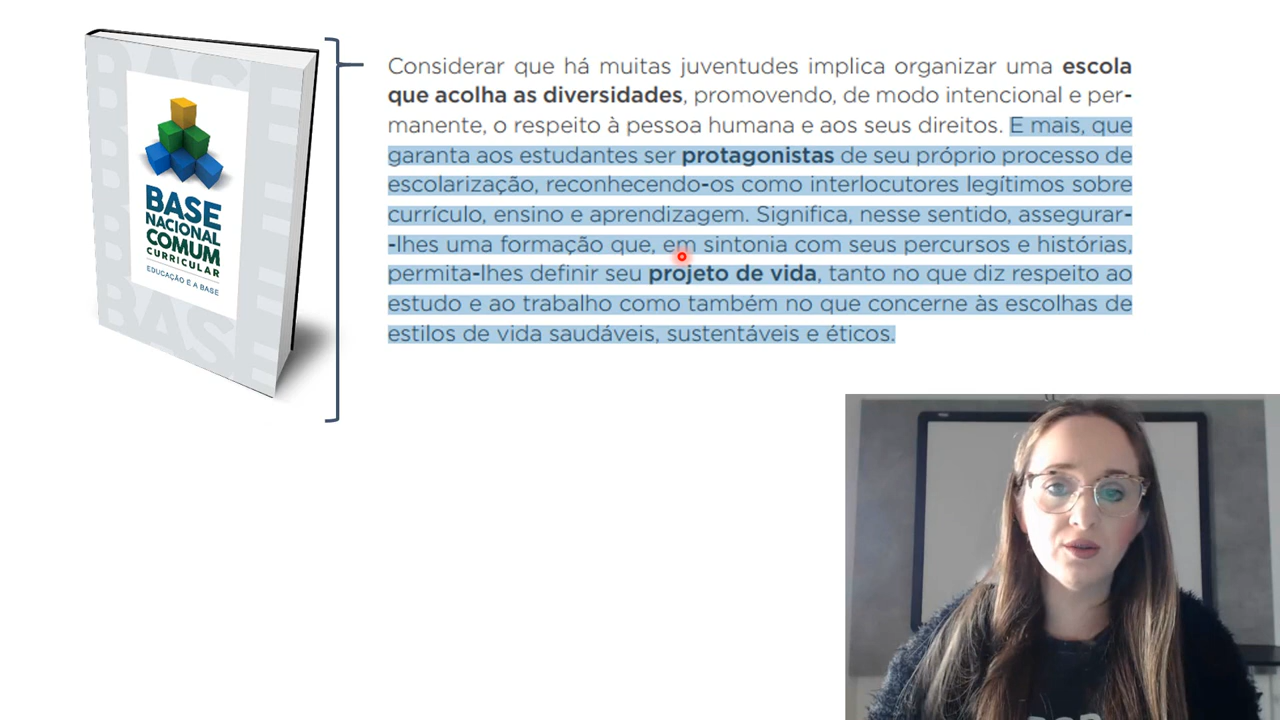 BASE
NACIONAL
COMUM
CURRICULAR
EDUCAÇÃO É A BASE
Considerar que há muitas juventudes implica organizar uma escola
que acolha as diversidades, promovendo, de modo intencional e per-
manente, o respeito à pessoa humana e aos seus direitos. E mais, que
garanta aos estudantes ser protagonistas de seu próprio processo de
escolarização, reconhecendo-os como interlocutores legítimos sobre
currículo, ensino e aprendizagem. Significa, nesse sentido, assegurar-
-lhes uma formação que, em sintonia com seus percursos e histórias,
permita-lhes definir seu projeto de vida, tanto no que diz respeito ao
estudo e ao trabalho como também no que concerne às escolhas de
estilos de vida saudáveis, sustentáveis e éticos.